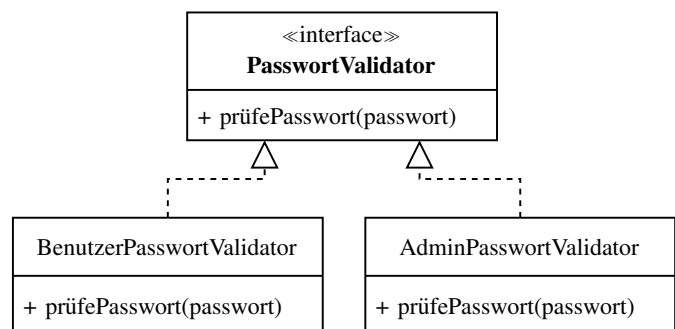 ≪interface≫
PasswortValidator
+ prüfePasswort(passwort)
BenutzerPasswortValidator
+ prüfePasswort(passwort)
AdminPasswortValidator
+ prüfePasswort(passwort)